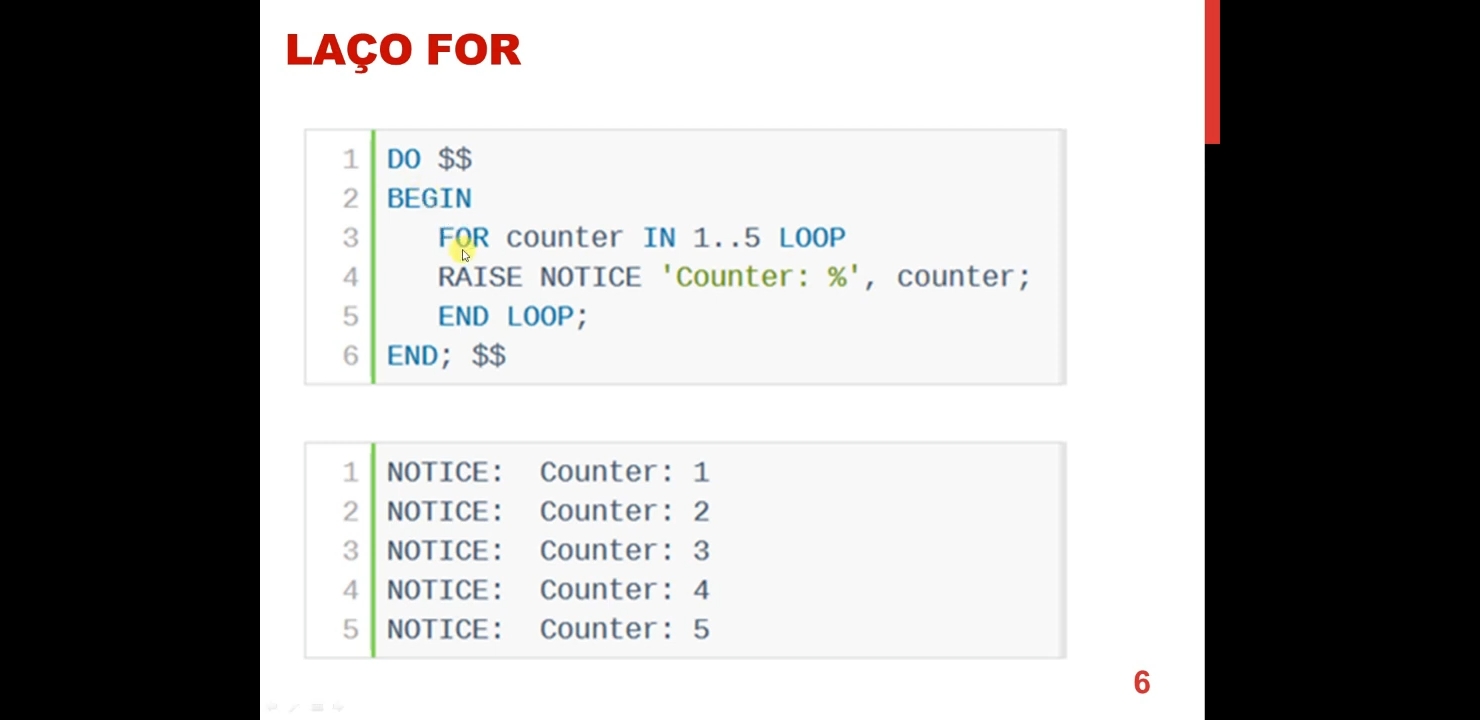 LAÇO FOR
1 DO $$
2 BEGIN
3 FOR counter IN 1..5 LOOP
4 RAISE NOTICE 'Counter: %', counter;
5 END LOOP;
6 END; $$
1 NOTICE: Counter: 1
2 NOTICE: Counter: 2
3 NOTICE: Counter: 3
4 NOTICE: Counter: 4
5 NOTICE: Counter: 5
6